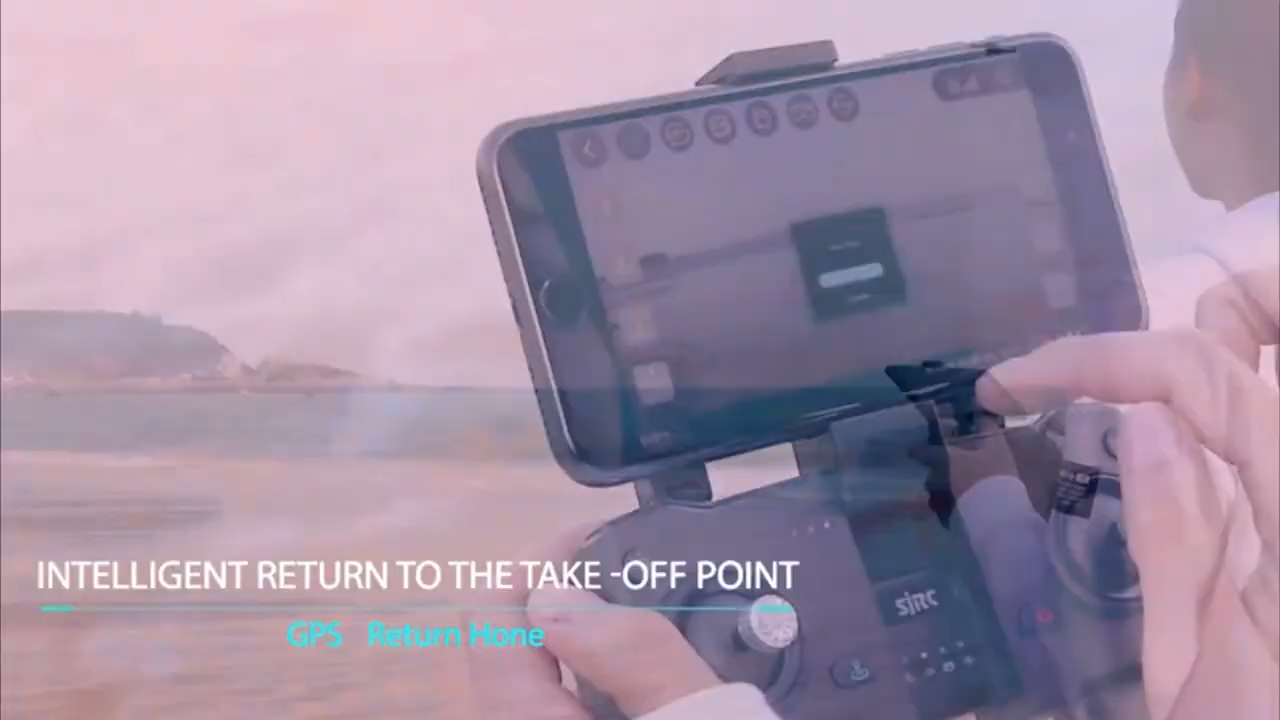 INTELLIGENT RETURN TO THE TAKE -OFF POINT
GPS Return Hone
sjrc